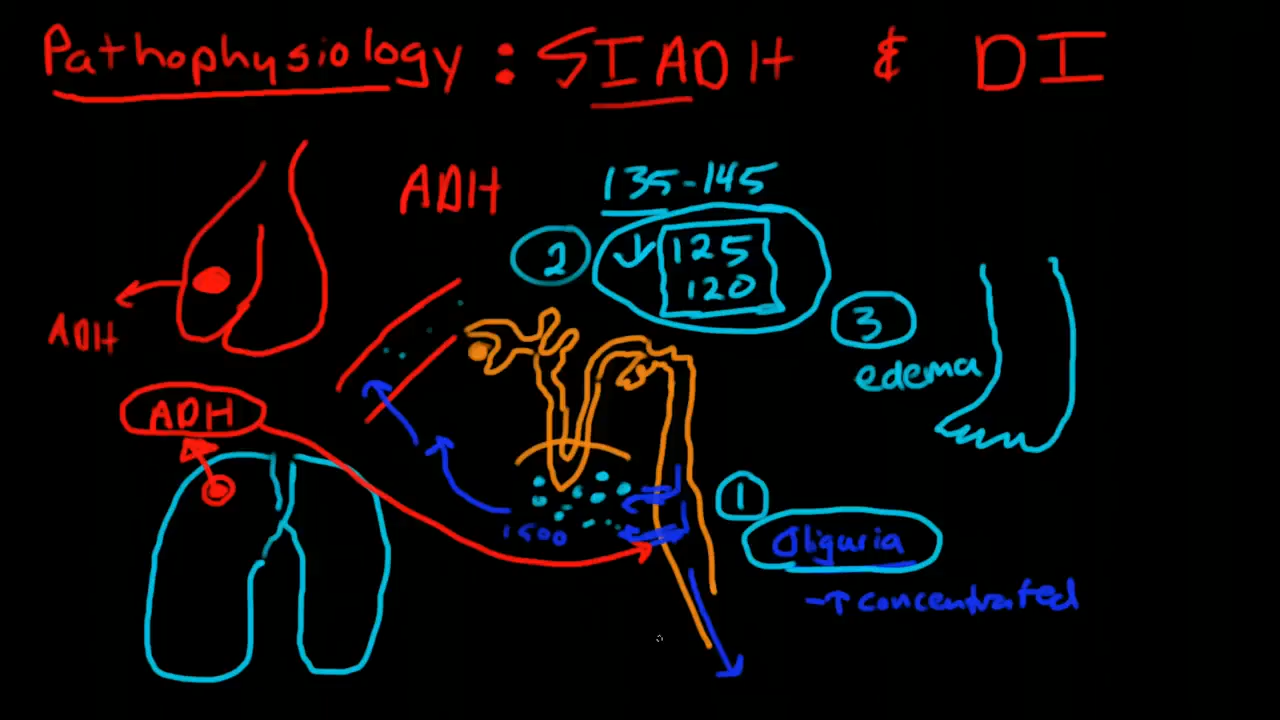 Pathophysiology : SIADH & DI
ADH
135-145
2
↓ 125
120
ADH
3
edema
ADH
1
1500
Oliguria
→↑ concentrated